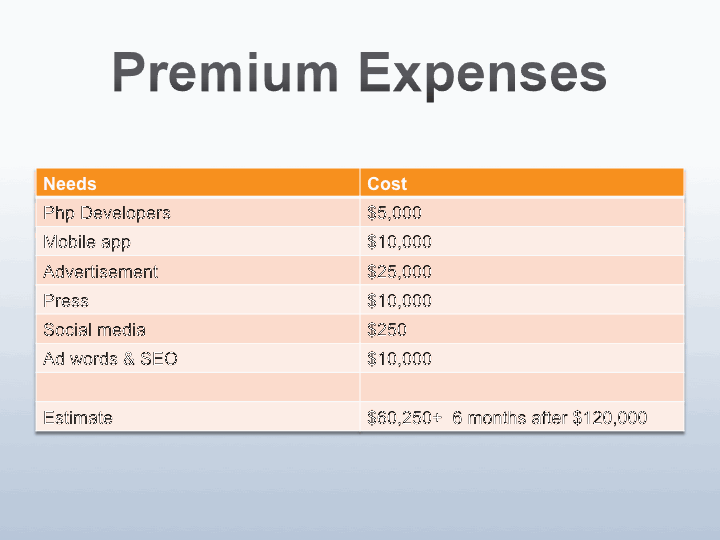 Premium Expenses
Needs Cost
Php Developers $5,000
Mobile app $10,000
Advertisement $25,000
Press $10,000
Social media $250
Ad words & SEO $10,000
Estimate $60,250+ 6 months after $120,000